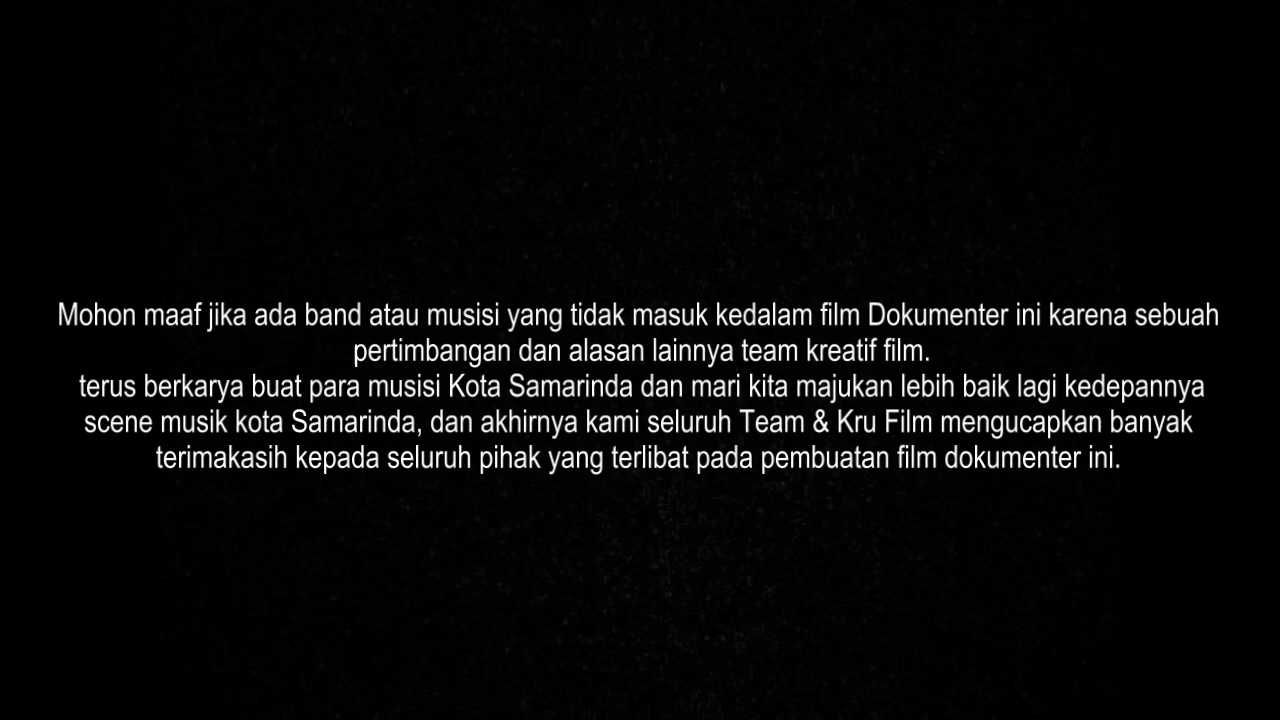 Mohon maaf jika ada band atau musisi yang tidak masuk kedalam film Dokumenter ini karena sebuah
pertimbangan dan alasan lainnya team kreatif film.
terus berkarya buat para musisi Kota Samarinda dan mari kita majukan lebih baik lagi kedepannya
scene musik kota Samarinda, dan akhirnya kami seluruh Team & Kru Film mengucapkan banyak
terimakasih kepada seluruh pihak yang terlibat pada pembuatan film dokumenter ini.